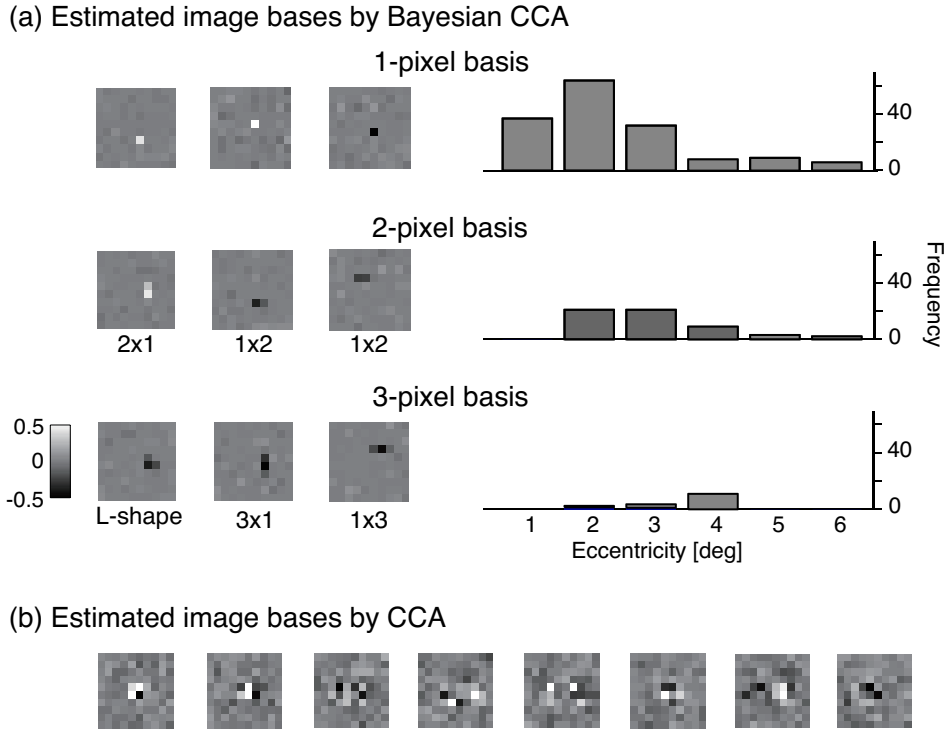 (a) Estimated image bases by Bayesian CCA
1-pixel basis
40
0
2-pixel basis
2x1
1x2
1x2
40
0
Frequency
3-pixel basis
0.5
0
-0.5
L-shape
3x1
1x3
40
0
1 2 3 4 5 6
Eccentricity [deg]
(b) Estimated image bases by CCA